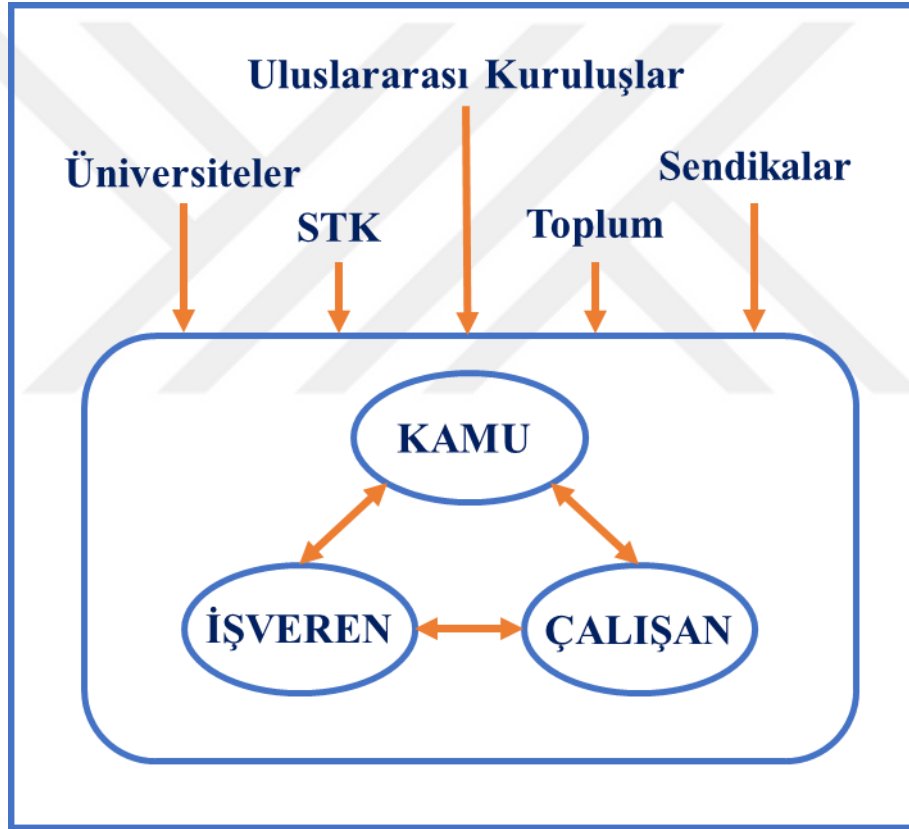 Uluslararası Kuruluşlar
Üniversiteler
Sendikalar
STK
Toplum
KAMU
İŞVEREN
ÇALIŞAN